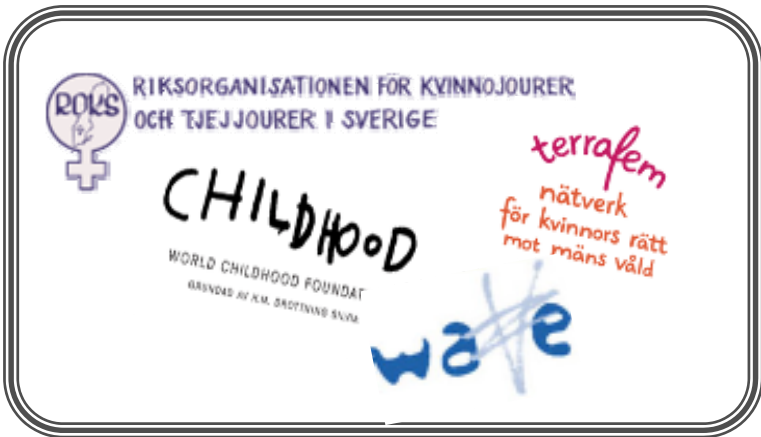 ROKS
RIKSORGANISATIONEN FÖR KVINNOJOURER
OCH TJEJJOURER I SVERIGE
terrafem
nätverk
för kvinnors rätt
mot mäns våld
CHILDHOOD
WORLD CHILDHOOD FOUNDAT
GRUNDAD AV H.M. DROTTNING SILVIA
wave